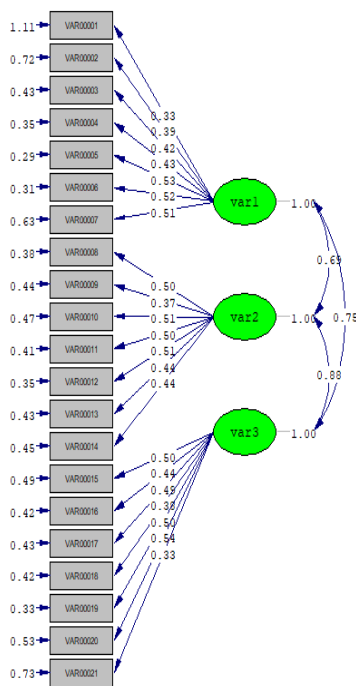 1.11 VAR00001
0.72 VAR00002
0.43 VAR00003
0.35 VAR00004
0.29 VAR00005
0.31 VAR00006
0.63 VAR00007
0.38 VAR00008
0.44 VAR00009
0.47 VAR00010
0.41 VAR00011
0.35 VAR00012
0.43 VAR00013
0.45 VAR00014
0.49 VAR00015
0.42 VAR00016
0.43 VAR00017
0.42 VAR00018
0.33 VAR00019
0.53 VAR00020
0.73 VAR00021
0.33
0.39
0.42
0.43
0.53
0.52
0.51
0.50
0.37
0.51
0.50
0.51
0.44
0.44
0.50
0.44
0.49
0.38
0.50
0.54
0.33
var1 1.00
var2 1.00
var3 1.00
0.69
0.75
0.88